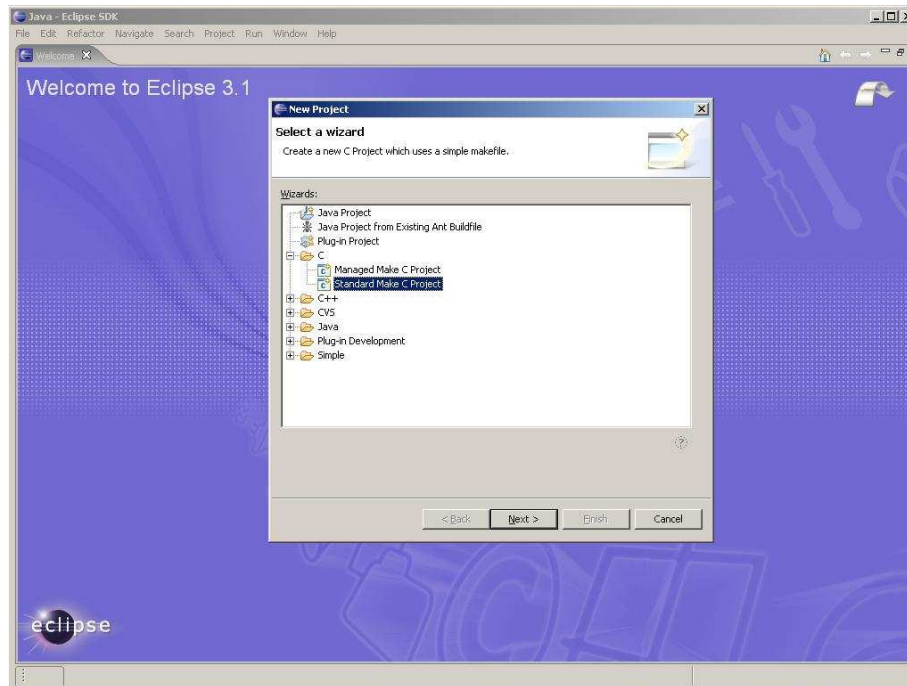 Java - Eclipse SDK
File Edit Refactor Navigate Search Project Run Window Help
Welcome
Welcome to Eclipse 3.1
New Project
Select a wizard
Create a new C Project which uses a simple makefile.
Wizards:
Java Project
Java Project from Existing Ant Buildfile
Plug-in Project
C
Managed Make C Project
Standard Make C Project
C++
CVS
Java
Plug-in Development
Simple
< Back Next > Finish Cancel
eclipse